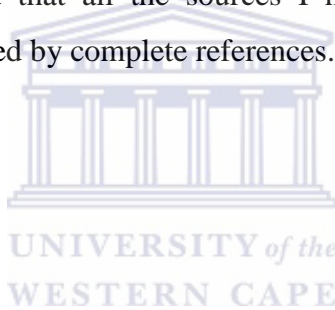 that all the sources I
ed by complete references.
UNIVERSITY of the
WESTERN CAPE